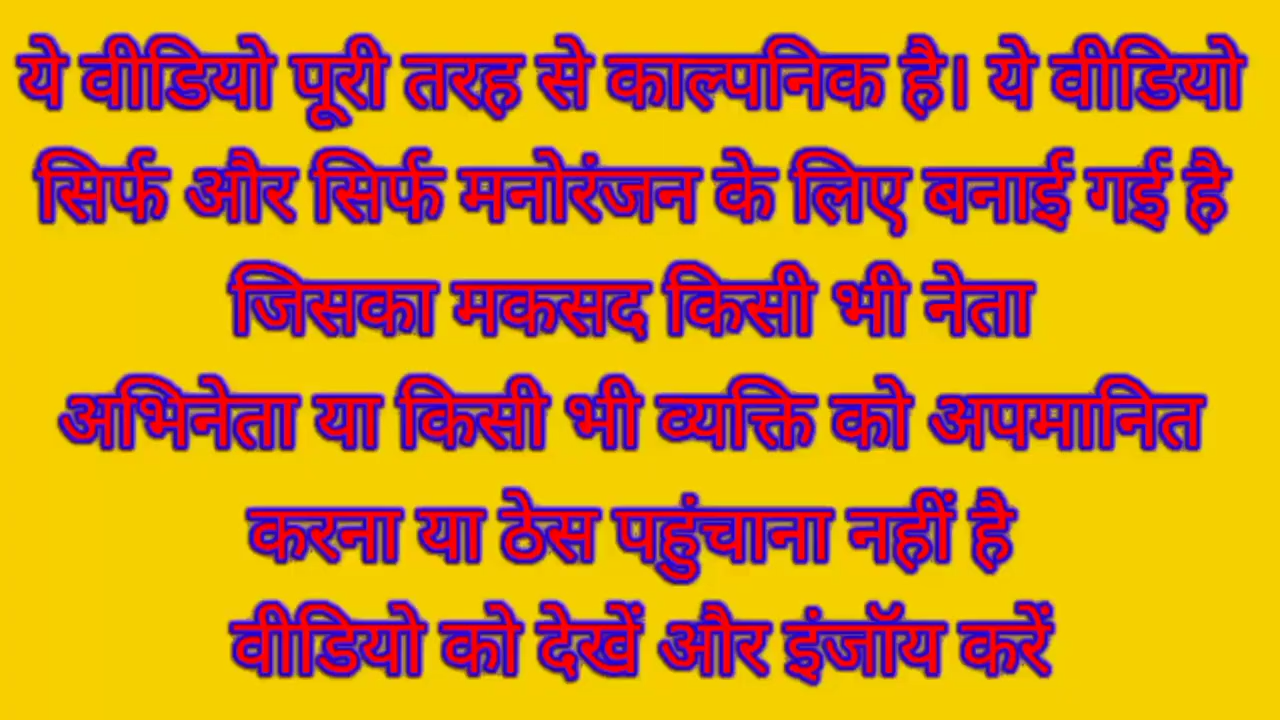 ये वीडियो पूरी तरह से काल्पनिक है। ये वीडियो
सिर्फ और सिर्फ मनोरंजन के लिए बनाई गई है
जिसका मकसद किसी भी नेता
अभिनेता या किसी भी व्यक्ति को अपमानित
करना या ठेस पहुंचाना नहीं है
वीडियो को देखें और इंजॉय करें